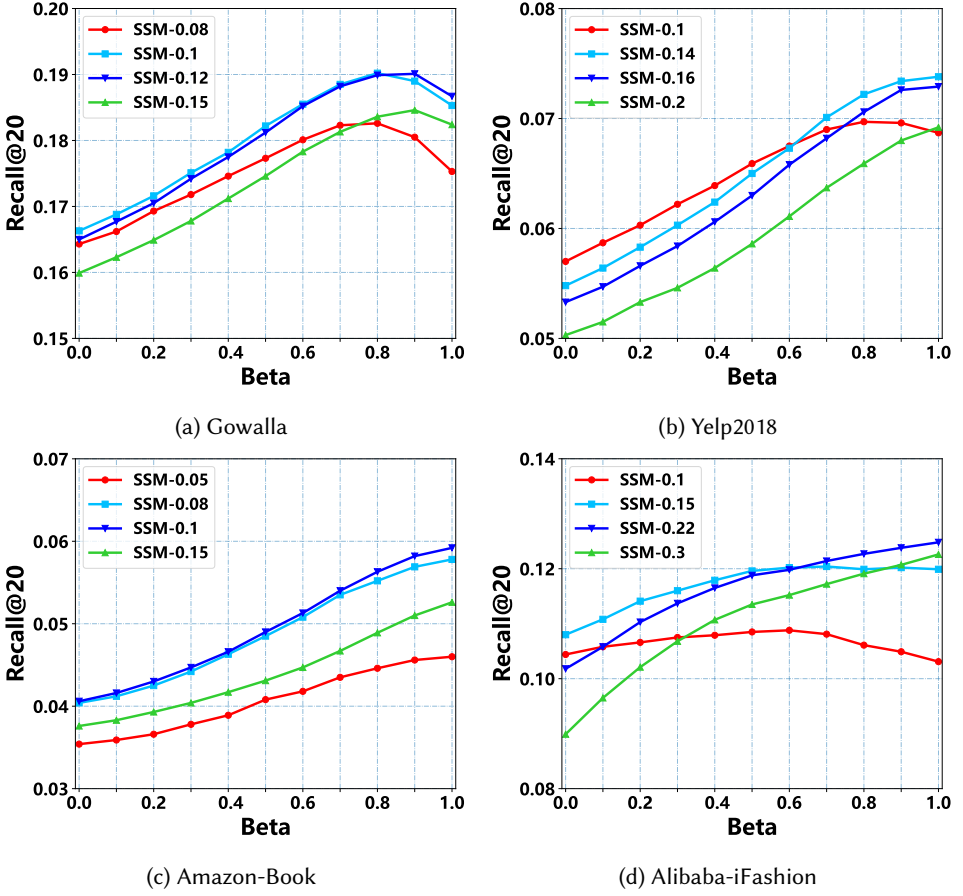 0.20
0.19
0.18
0.17
0.16
0.15
Recall@20
SSM-0.08
SSM-0.1
SSM-0.12
SSM-0.15
0.0 0.2 0.4 0.6 0.8 1.0
Beta
(a) Gowalla
0.08
0.07
0.06
0.05
Recall@20
SSM-0.1
SSM-0.14
SSM-0.16
SSM-0.2
0.0 0.2 0.4 0.6 0.8 1.0
Beta
(b) Yelp2018
0.07
0.06
0.05
0.04
0.03
Recall@20
SSM-0.05
SSM-0.08
SSM-0.1
SSM-0.15
0.0 0.2 0.4 0.6 0.8 1.0
Beta
(c) Amazon-Book
0.14
0.12
0.10
0.08
Recall@20
SSM-0.1
SSM-0.15
SSM-0.22
SSM-0.3
0.0 0.2 0.4 0.6 0.8 1.0
Beta
(d) Alibaba-iFashion